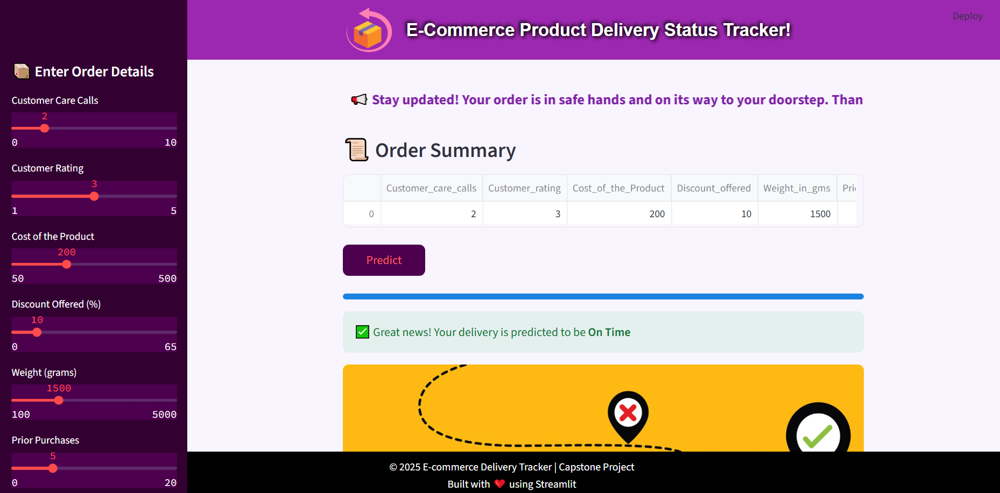 Deploy
E-Commerce Product Delivery Status Tracker!
Enter Order Details
Customer Care Calls
2
0 10
Customer Rating
3
1 5
Cost of the Product
200
50 500
Discount Offered (%)
10
0 65
Weight (grams)
1500
100 5000
Prior Purchases
5
0 20
Stay updated! Your order is in safe hands and on its way to your doorstep. Than
Order Summary
Customer_care_calls Customer_rating Cost_of_the_Product Discount_offered Weight_in_gms Pri
0 2 3 200 10 1500
Predict
Great news! Your delivery is predicted to be On Time
© 2025 E-commerce Delivery Tracker | Capstone Project
Built with ❤️ using Streamlit